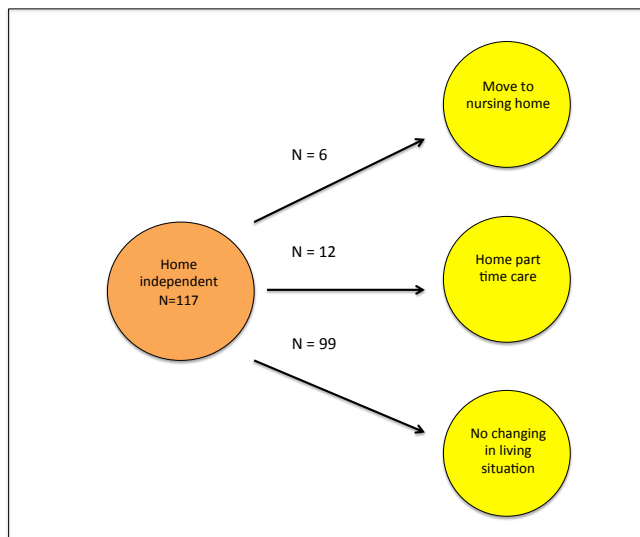 Move to
nursing home
N = 6
Home
independent
N=117
N = 12
Home part
time care
N = 99
No changing
in living
situation